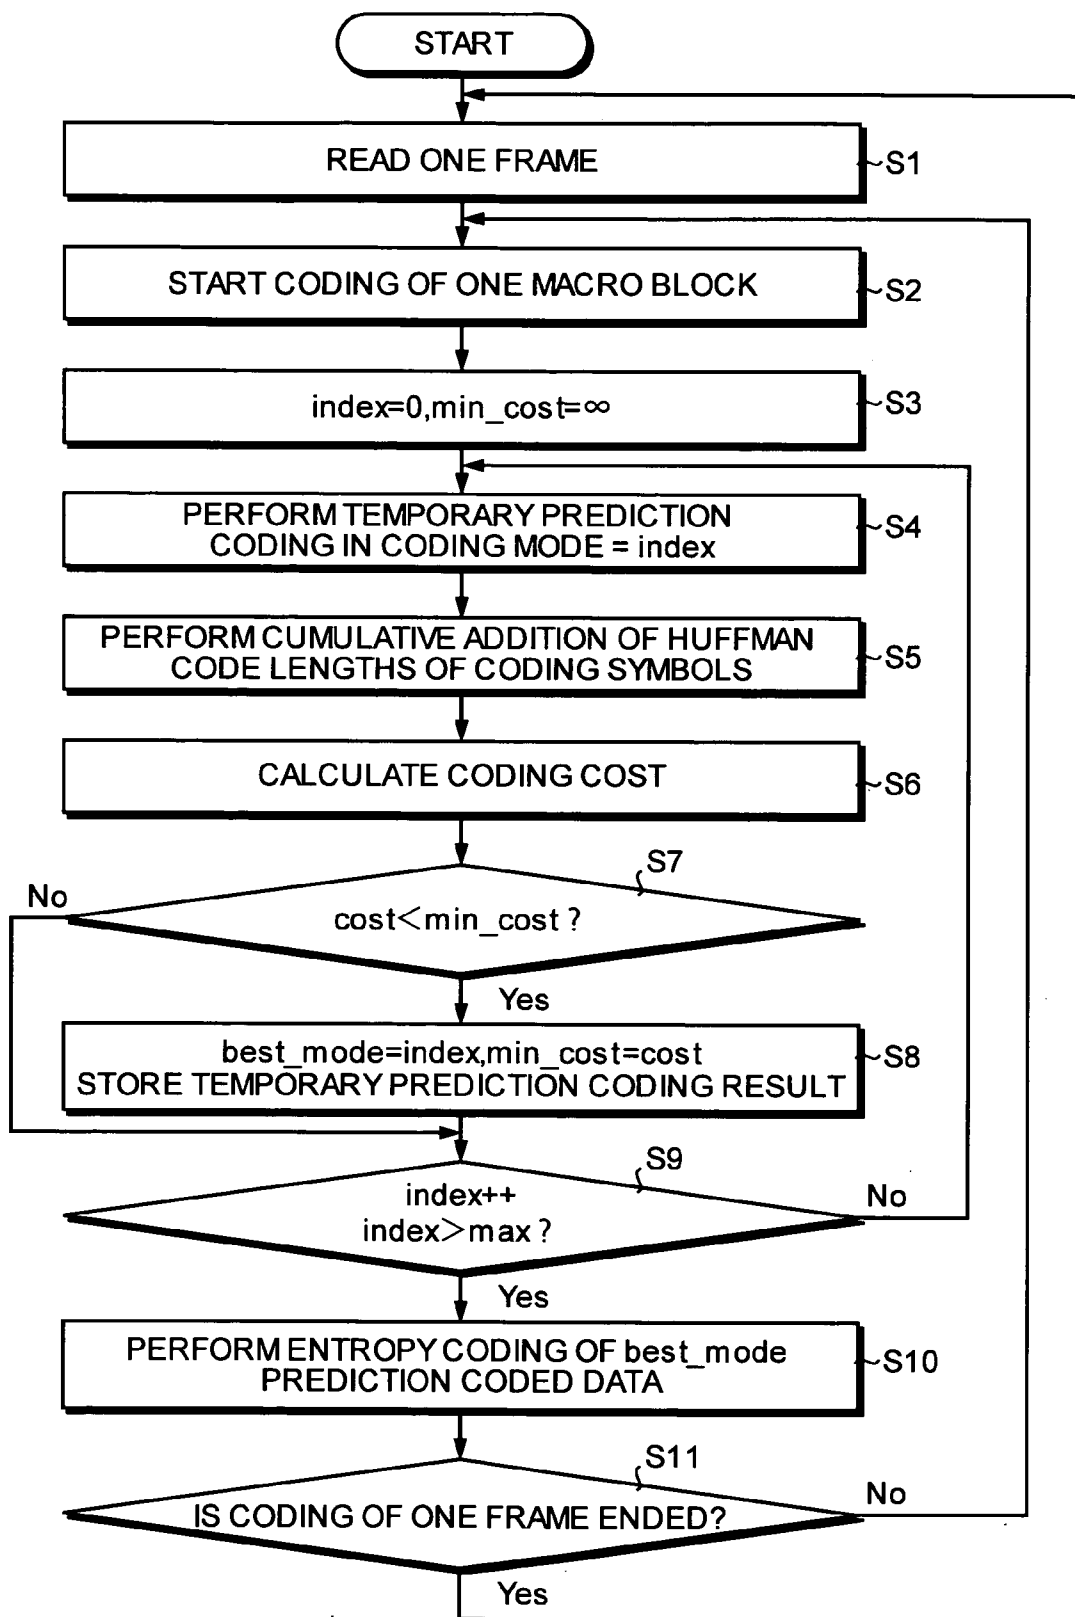 START
READ ONE FRAME
S1
START CODING OF ONE MACRO BLOCK
S2
index=0,min_cost=∞
S3
PERFORM TEMPORARY PREDICTION
CODING IN CODING MODE = index
S4
PERFORM CUMULATIVE ADDITION OF HUFFMAN
CODE LENGTHS OF CODING SYMBOLS
S5
CALCULATE CODING COST
S6
S7
No
cost<min_cost ?
Yes
best_mode=index,min_cost=cost
STORE TEMPORARY PREDICTION CODING RESULT
S8
S9
index++
index>max ?
No
Yes
PERFORM ENTROPY CODING OF best_mode
PREDICTION CODED DATA
S10
S11
IS CODING OF ONE FRAME ENDED?
No
Yes